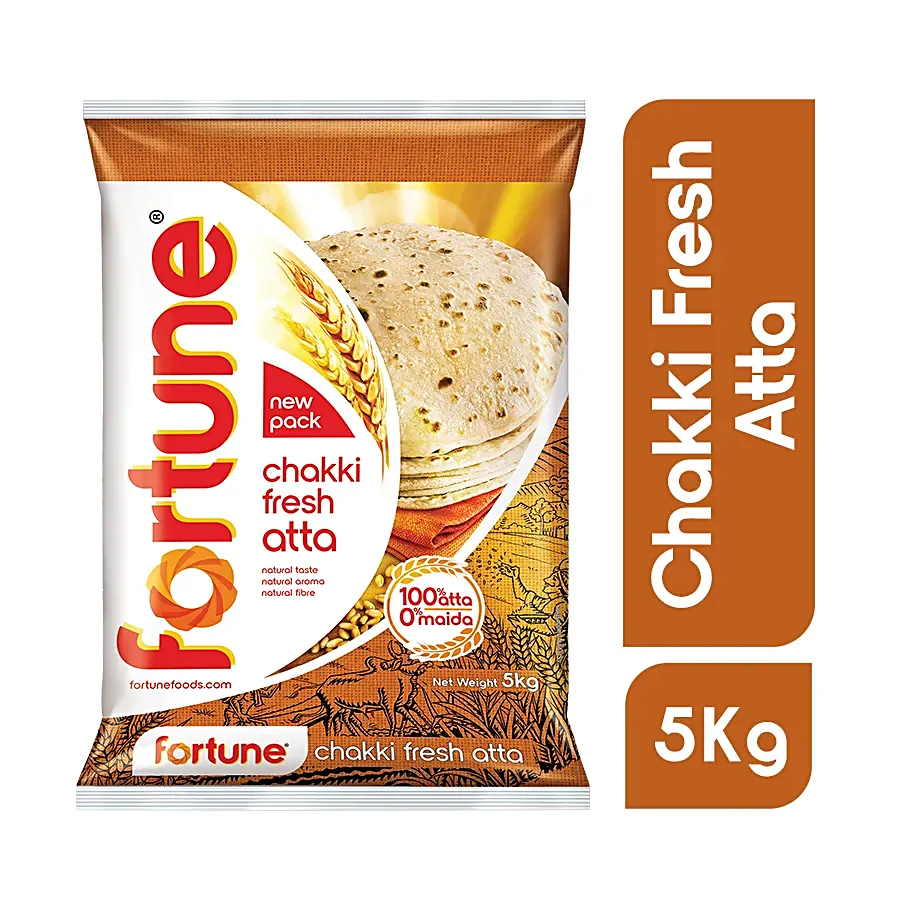 fortune®
new
pack
chakki
fresh
atta
natural taste
natural aroma
natural fibre
100% atta
0% maida
fortunefoods.com
Net Weight 5kg
fortune®
chakki fresh atta
Chakki Fresh
Atta
5Kg